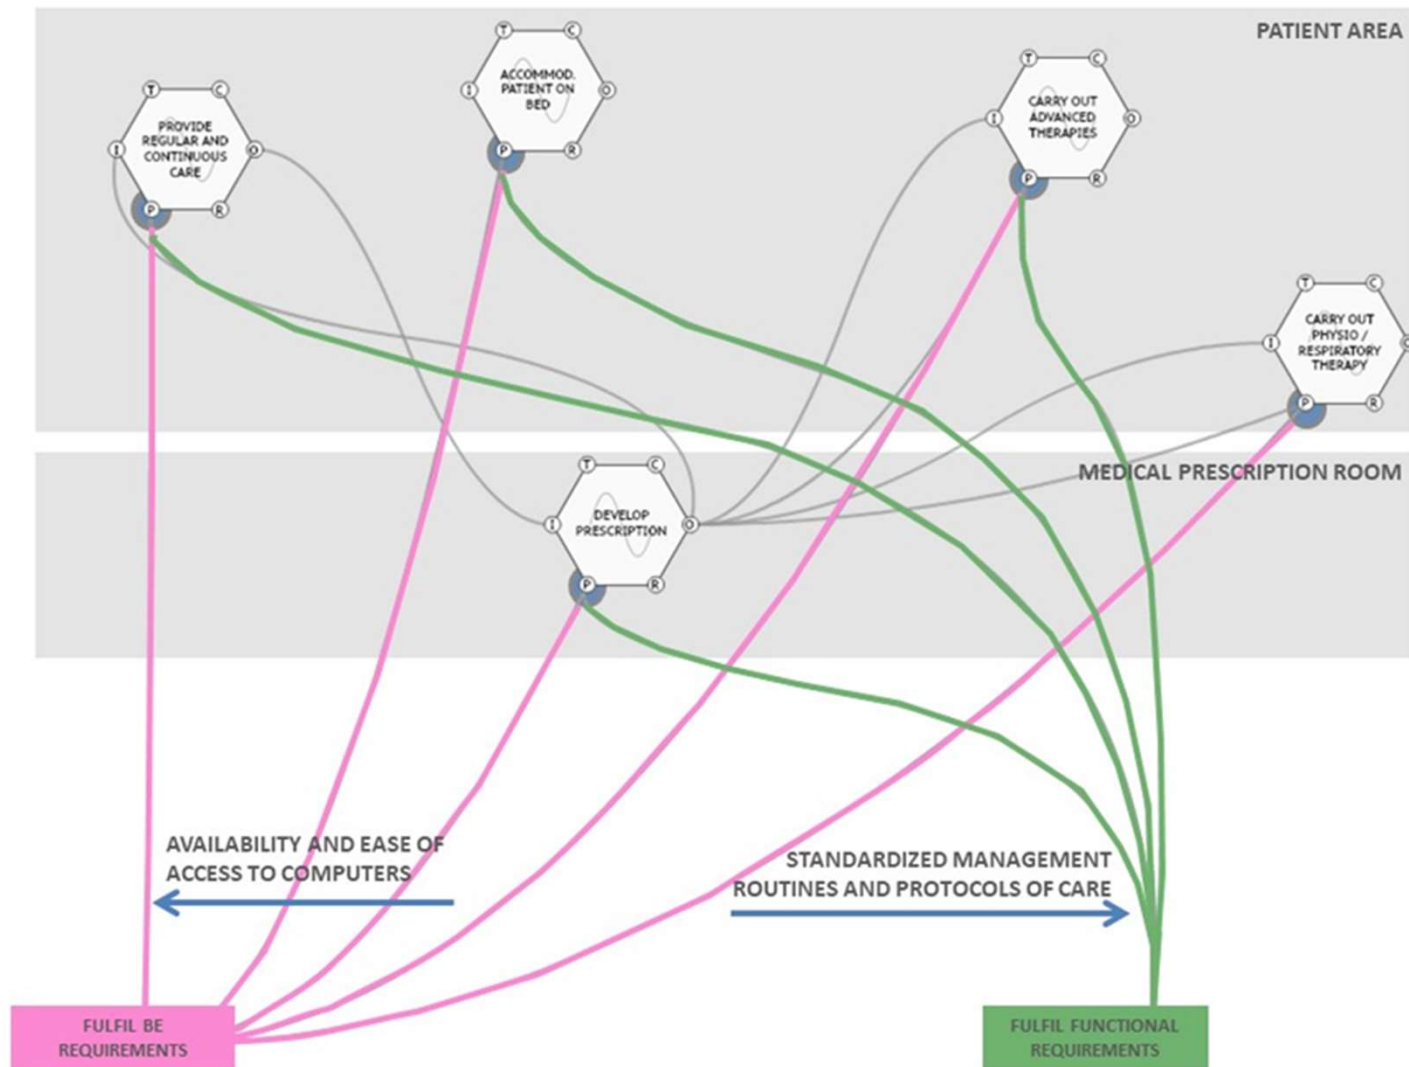 PATIENT AREA
T
C
ACCOMMOD.
PATIENT ON
BED
I
O
P
R
T
C
CARRY OUT
ADVANCED
THERAPIES
I
O
P
R
T
C
PROVIDE
REGULAR AND
CONTINUOUS
CARE
I
O
P
R
T
C
CARRY OUT
PHYSIO /
RESPIRATORY
THERAPY
I
O
P
R
MEDICAL PRESCRIPTION ROOM
T
C
DEVELOP
PRESCRIPTION
I
O
P
R
AVAILABILITY AND EASE OF
ACCESS TO COMPUTERS
STANDARDIZED MANAGEMENT
ROUTINES AND PROTOCOLS OF CARE
FULFIL BE
REQUIREMENTS
FULFIL FUNCTIONAL
REQUIREMENTS